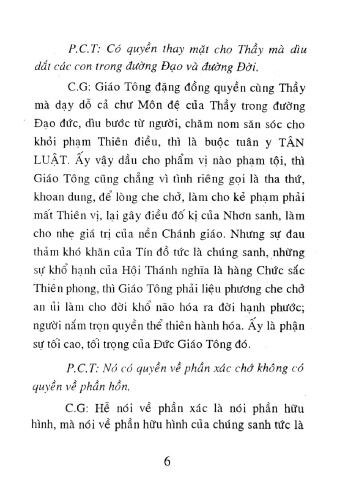 P.C.T: Có quyền thay mặt cho Thầy mà dìu
dắt các con trong đường Đạo và đường Đời.
C.G: Giáo Tông đặng đồng quyền cùng Thầy
mà dạy dỗ cả chư Môn đệ của Thầy trong đường
Đạo đức, dìu bước từ người, chăm nom săn sóc cho
khỏi phạm Thiên điều, thì là buộc tuân y TÂN
LUẬT. Ấy vậy dầu cho phẩm vị nào phạm tội, thì
Giáo Tông cũng chẳng vì tình riêng gọi là tha thứ,
khoan dung, để lòng che chở, làm cho kẻ phạm phải
mất Thiên vị, lại gây điều đố kị của Nhơn sanh, làm
cho nhẹ giá trị của nền Chánh giáo. Nhưng sự đau
thảm khó khăn của Tín đồ tức là chúng sanh, những
sự khổ hạnh của Hội Thánh nghĩa là hàng Chức sắc
Thiên phong, thì Giáo Tông phải liệu phương che chở
an ủi làm cho đời khổ não hóa ra đời hạnh phước;
người nắm trọn quyền thể thiên hành hóa. Ấy là phận
sự tối cao, tối trọng của Đức Giáo Tông đó.
P.C.T: Nó có quyền về phần xác chớ không có
quyền về phần hồn.
C.G: Hễ nói về phần xác là nói phần hữu
hình, mà nói về phần hữu hình của chúng sanh tức là
6